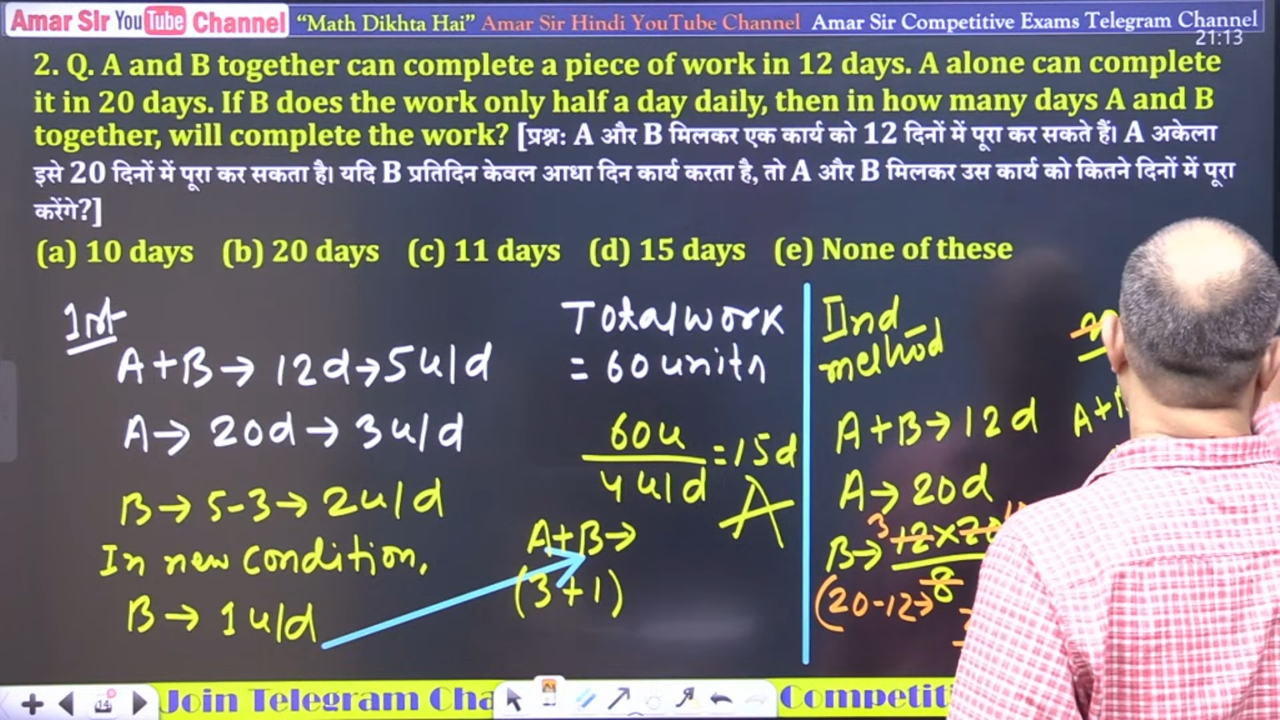 Amar Sir YouTube Channel "Math Dikhta Hai" Amar Sir Hindi YouTube Channel Amar Sir Competitive Exams Telegram Channel
21:13
2. Q. A and B together can complete a piece of work in 12 days. A alone can complete
it in 20 days. If B does the work only half a day daily, then in how many days A and B
together, will complete the work? [प्रश्न: A और B मिलकर एक कार्य को 12 दिनों में पूरा कर सकते हैं। A अकेला
इसे 20 दिनों में पूरा कर सकता है। यदि B प्रतिदिन केवल आधा दिन कार्य करता है, तो A और B मिलकर उस कार्य को कितने दिनों में पूरा
करेंगे?]
(a) 10 days (b) 20 days (c) 11 days (d) 15 days (e) None of these
1st
A+B→ 12d→5u/d
A→ 20d→ 3u/d
B→ 5-3→ 2u/d
In new condition,
B→ 1u/d
Total work
= 60 units
60u
4u/d
=15d
A
A+B→
(3+1)
IInd
method
A+B→12d
A→20d
B→ 12×20
3
8
(20-12→
A+
14
Join Telegram Cha
Competiti